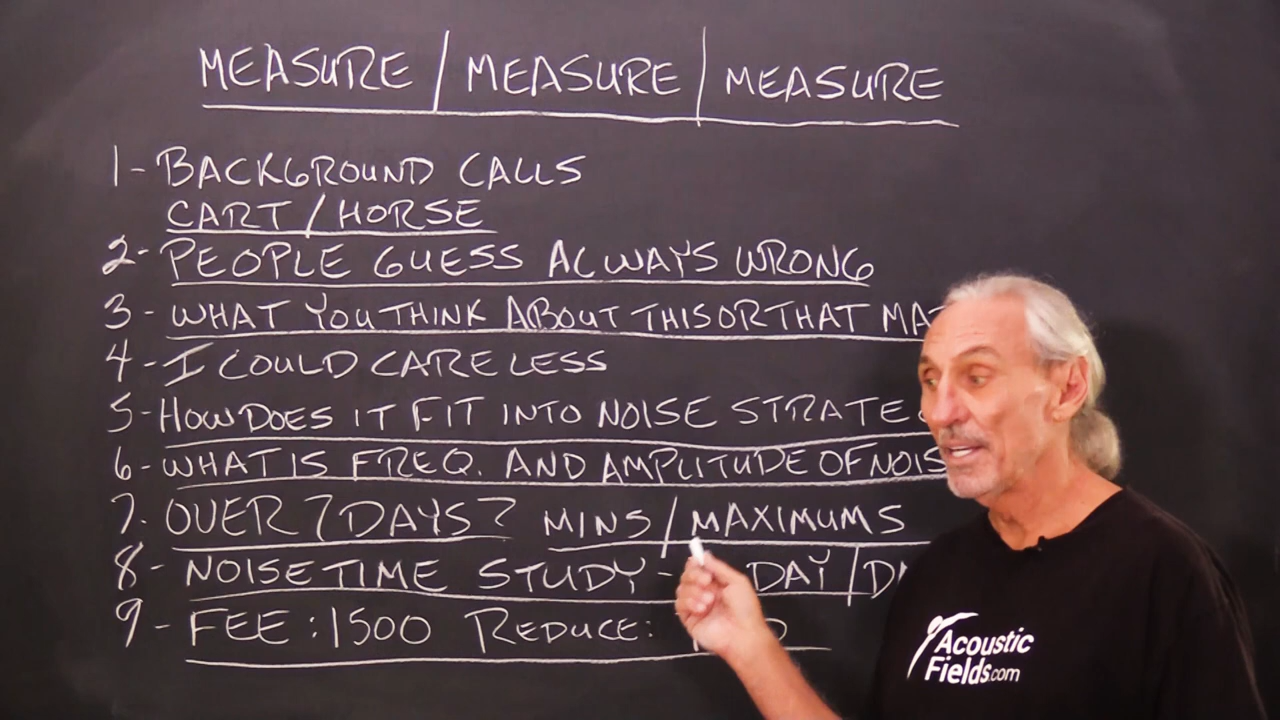 MEASURE / MEASURE / MEASURE
1- BACKGROUND CALLS
CART / HORSE
2- PEOPLE GUESS ALWAYS WRONG
3 - WHAT YOU THINK ABOUT THIS OR THAT
4 - I COULD CARE LESS
5- HOW DOES IT FIT INTO NOISE
6- WHAT IS FREQ. AND AMPLITUDE OF
7. OVER 7 DAYS? MINS / MAXIMUMS
8- NOISE TIME STUDY - DAY /
9 - FEE : 1500 REDUCE:
Acoustic
Fields.com